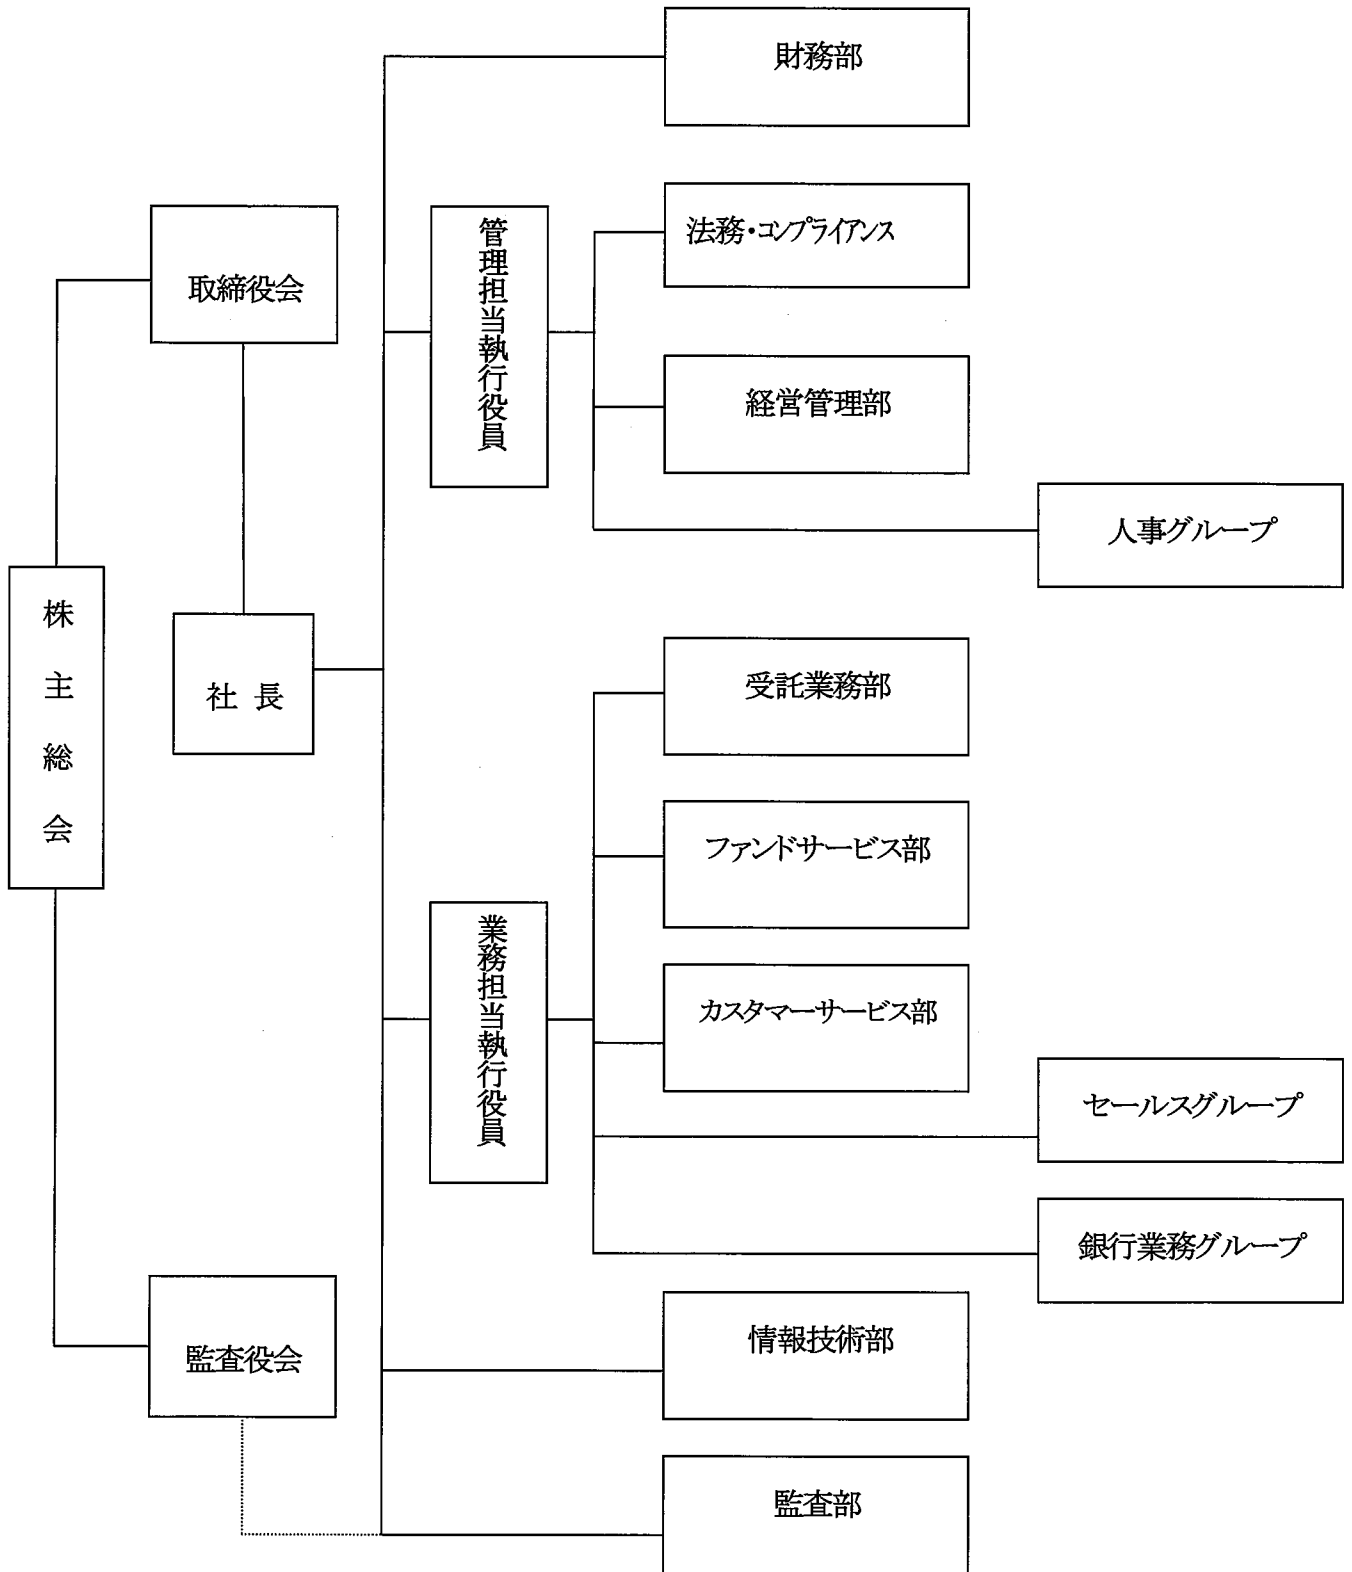 財務部
法務・コンプライアンス
管理担当執行役員
取締役会
経営管理部
人事グループ
株主総会
社 長
受託業務部
ファンドサービス部
業務担当執行役員
カスタマーサービス部
セールスグループ
銀行業務グループ
監査役会
情報技術部
監査部